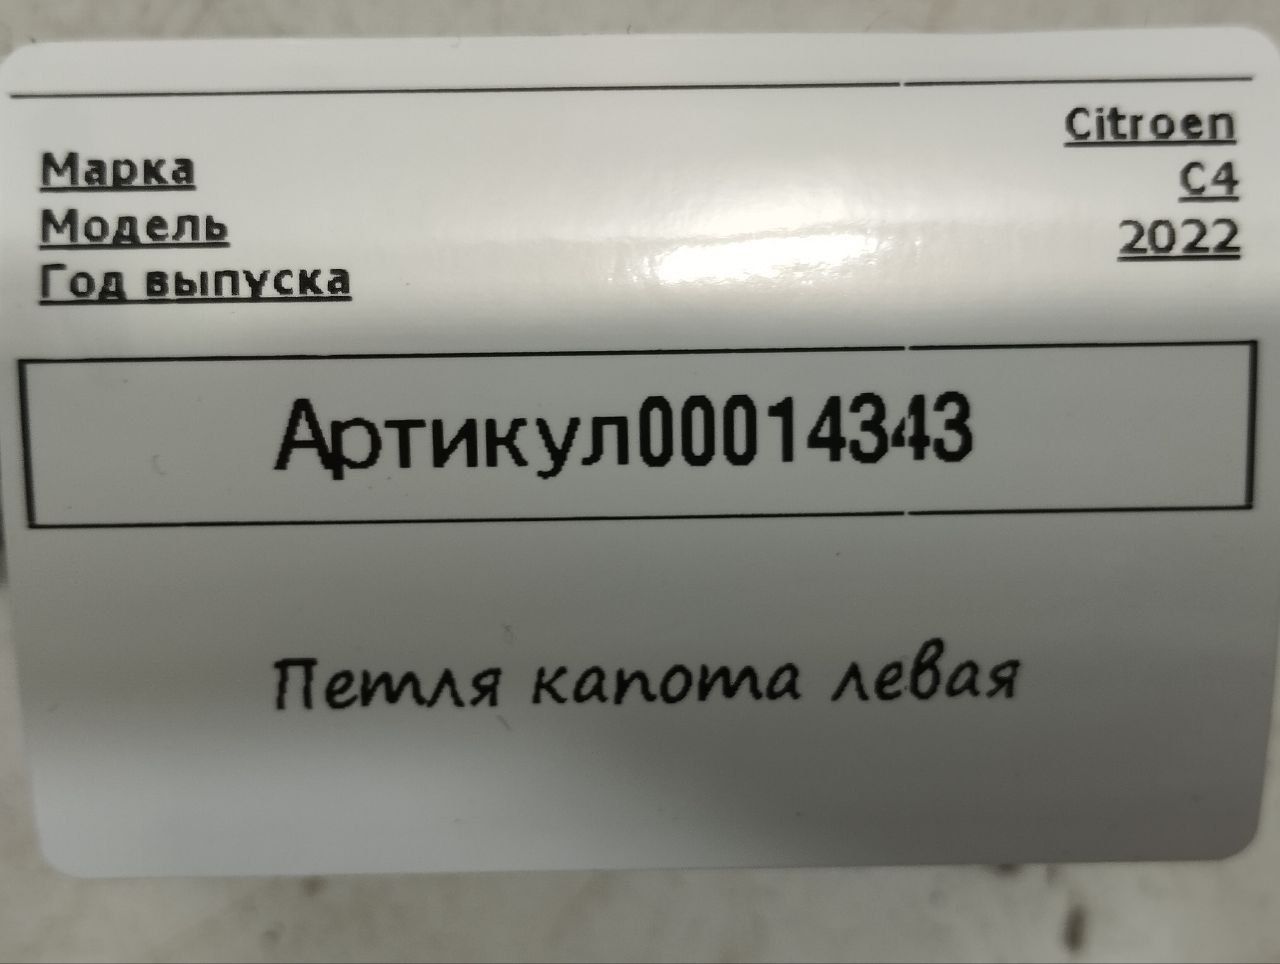 Марка Citroen
Модель C4
Год выпуска 2022
Артикул00014343
Петля капота левая